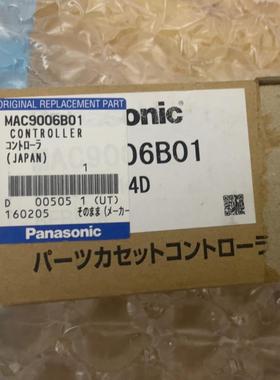 ORIGINAL REPLACEMENT PART
MAC9006B01
CONTROLLER
コントローラ
(JAPAN)
1
D 00505 1 (UT)
160205 そのまま (メーカー
Panasonic
sonic
06B01
4D
パーツカセットコントローラ